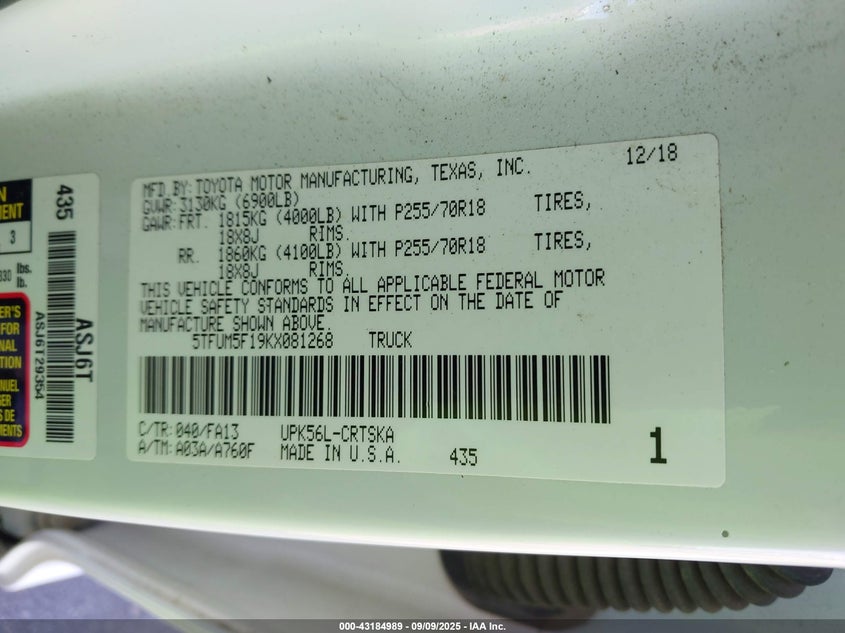 12/18
MFD.BY: TOYOTA MOTOR MANUFACTURING, TEXAS, INC.
GVWR: 3130KG (6900LB)
GAWR: FRT. 1815KG (4000LB) WITH P255/70R18 TIRES,
18X8J RIMS.
RR. 1860KG (4100LB) WITH P255/70R18 TIRES,
18X8J RIMS.
THIS VEHICLE CONFORMS TO ALL APPLICABLE FEDERAL MOTOR
VEHICLE SAFETY STANDARDS IN EFFECT ON THE DATE OF
MANUFACTURE SHOWN ABOVE.
5TFUM5F19KX081268 TRUCK
C/TR: 040/FA13 UPK56L-CRTSKA
A/TM: A03A/A760F MADE IN U.S.A. 435 1
435
ASJ6T
ASJ6T29354
3
lbs.
lb.
000-43184989 - 09/09/2025 - IAA Inc.